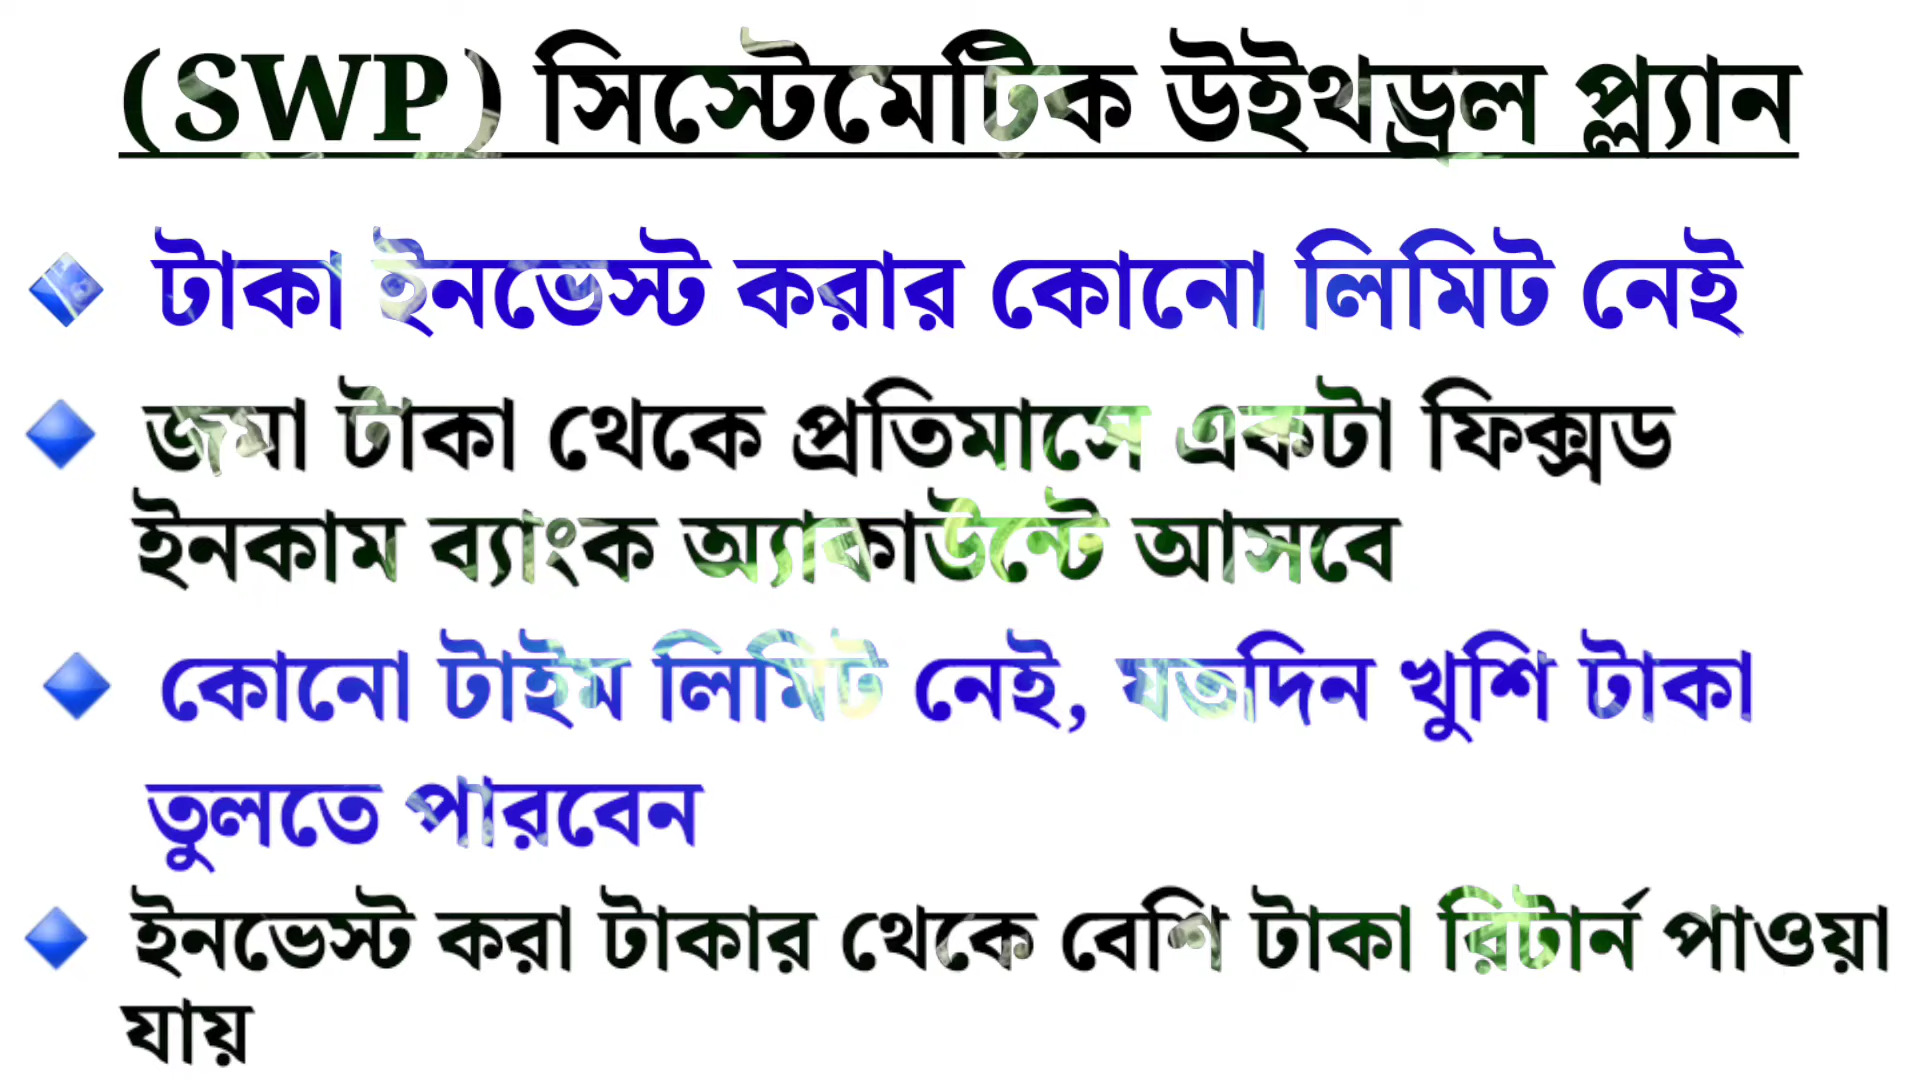 (SWP) সিস্টেমেটিক উইথড্রল প্ল্যান
টাকা ইনভেস্ট করার কোনো লিমিট নেই
জমা টাকা থেকে প্রতিমাসে একটা ফিক্সড
ইনকাম ব্যাংক অ্যাকাউন্টে আসবে
কোনো টাইম লিমিট নেই, যতদিন খুশি টাকা
তুলতে পারবেন
ইনভেস্ট করা টাকার থেকে বেশি টাকা রিটার্ন পাওয়া
যায়